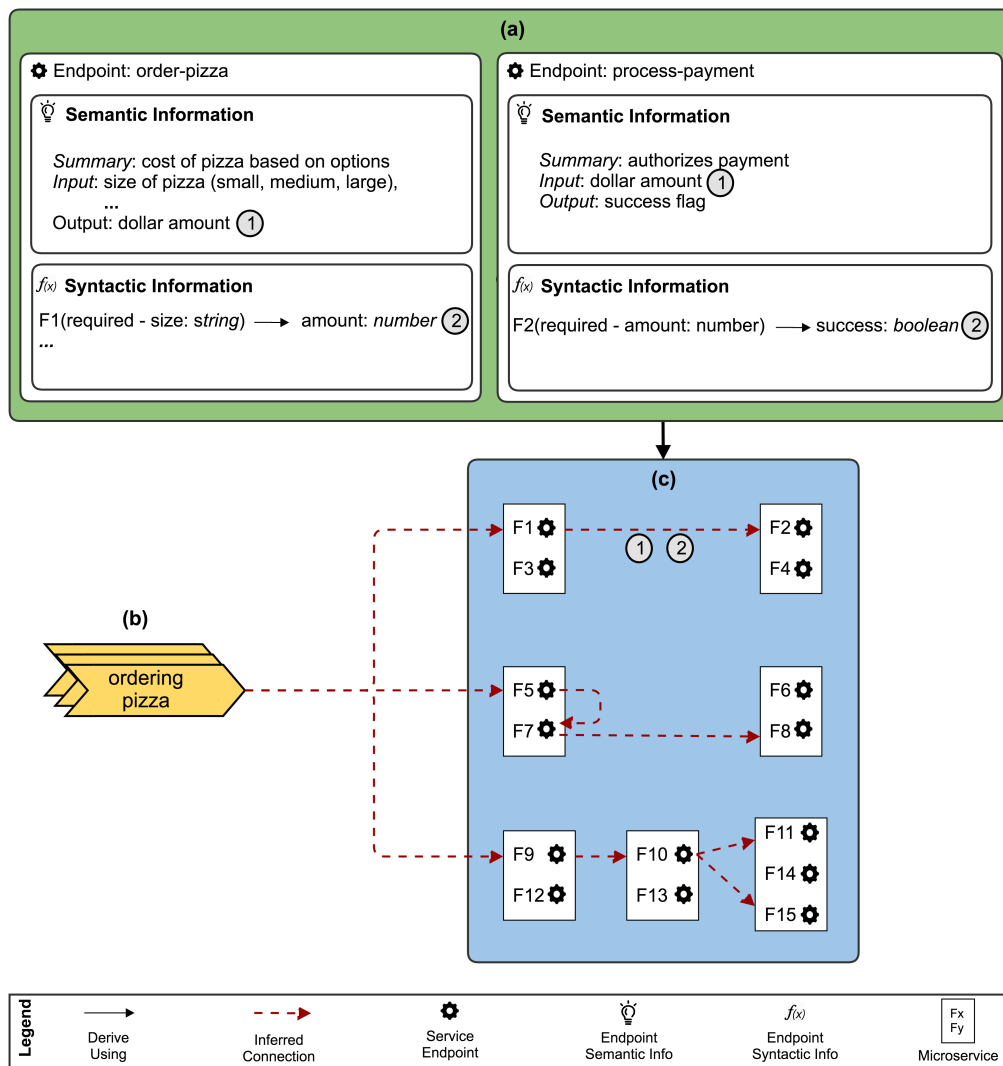 (a)
Endpoint: order-pizza
Semantic Information
Summary: cost of pizza based on options
Input: size of pizza (small, medium, large),
...
Output: dollar amount 1
f(x) Syntactic Information
F1(required - size: string) amount: number 2
...
Endpoint: process-payment
Semantic Information
Summary: authorizes payment
Input: dollar amount 1
Output: success flag
f(x) Syntactic Information
F2(required - amount: number) success: boolean 2
(c)
F1
F3
1 2
F2
F4
(b)
ordering
pizza
F5
F7
F6
F8
F9
F12
F10
F13
F11
F14
F15
Legend
Derive
Using
Inferred
Connection
Service
Endpoint
Endpoint
Semantic Info
f(x)
Endpoint
Syntactic Info
Fx
Fy
Microservice